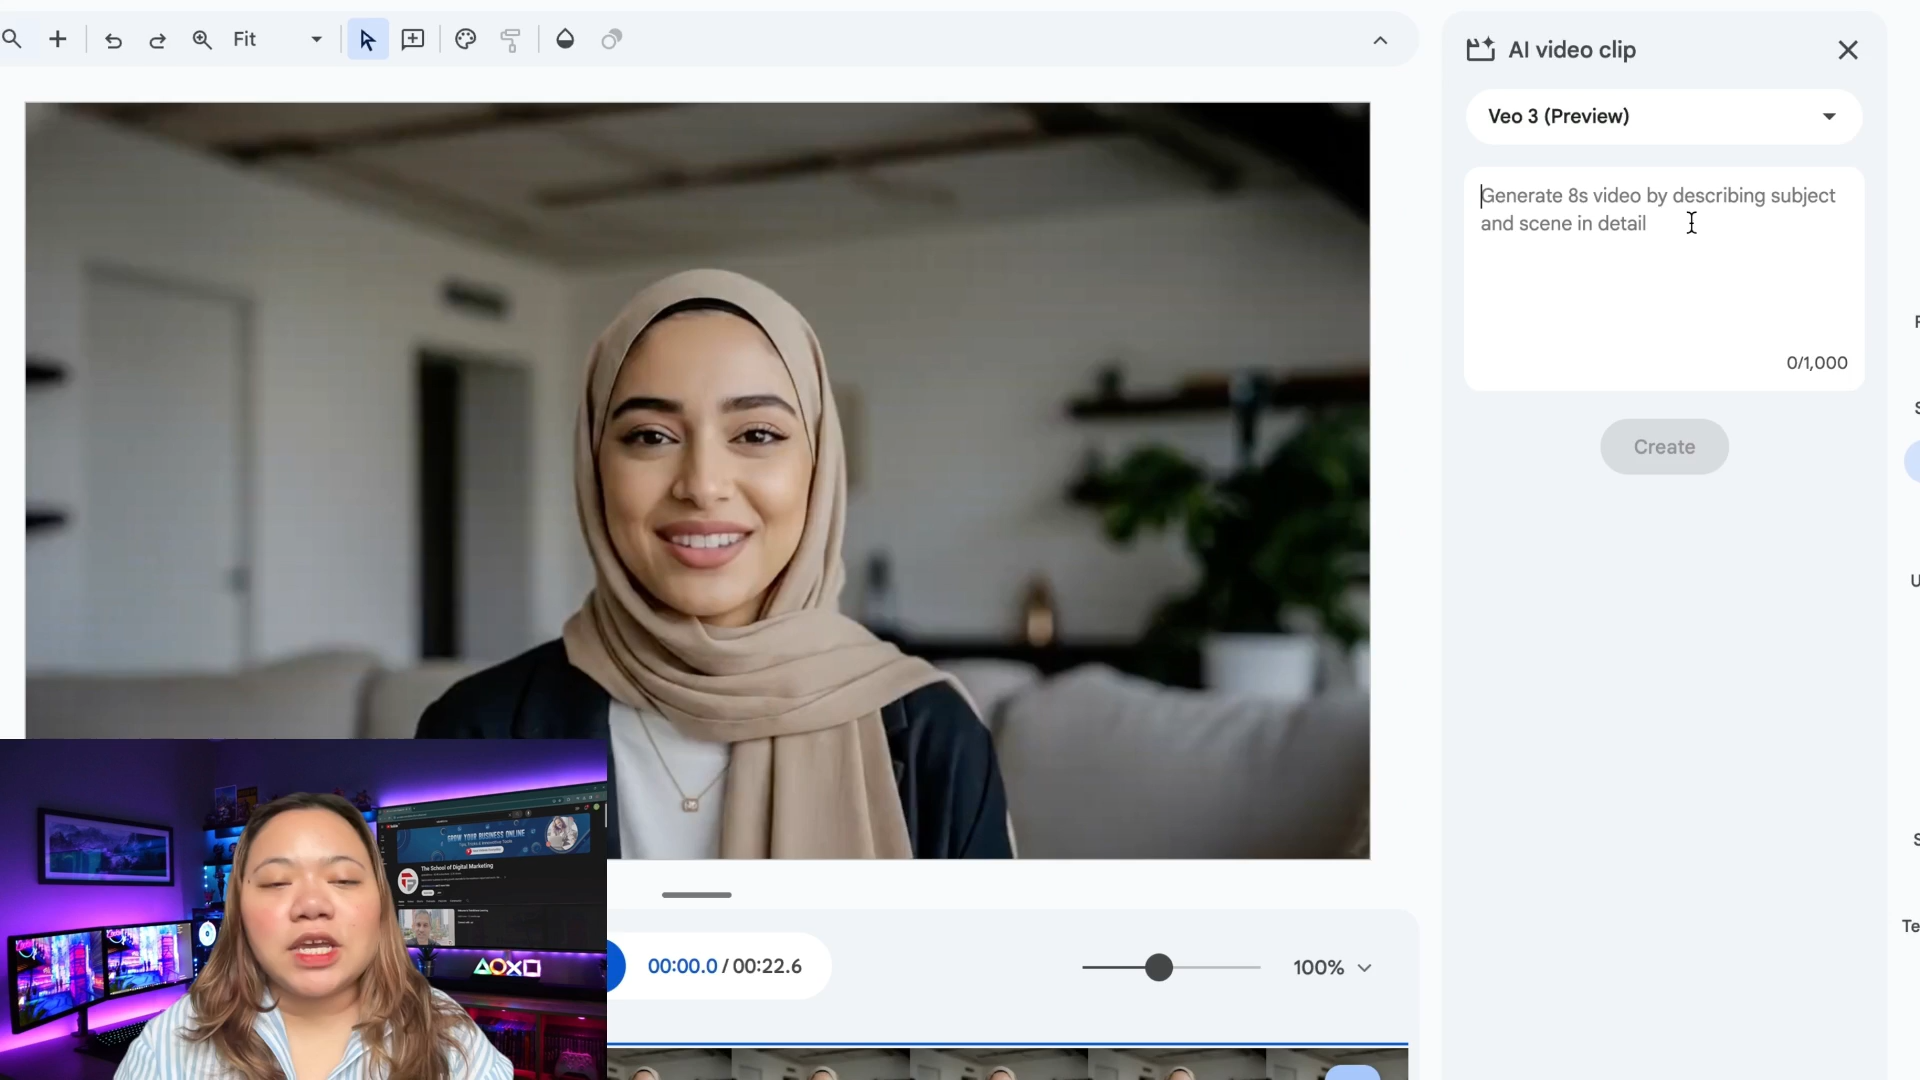 Fit
AI video clip
Veo 3 (Preview)
Generate 8s video by describing subject
and scene in detail
0/1,000
Create
GROW YOUR BUSINESS ONLINE
The School of Digital Marketing
00:00.0 / 00:22.6
100%
S
U
S
Te